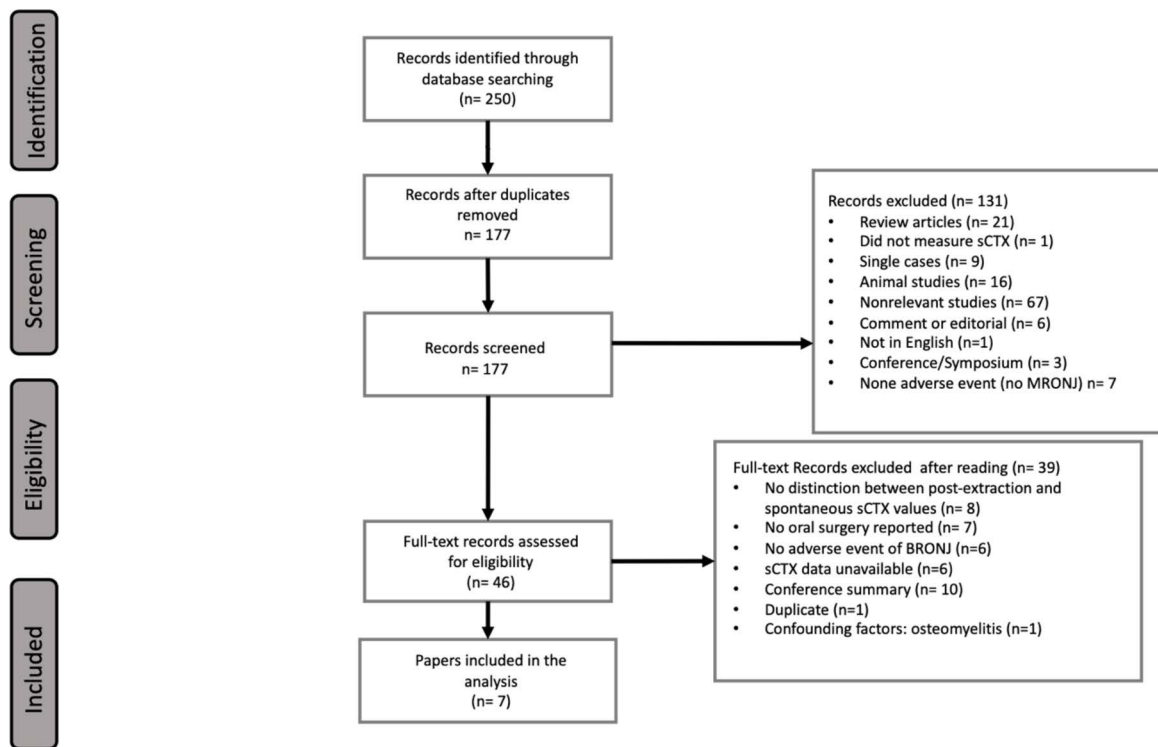 Identification
Records identified through
database searching
(n= 250)
Screening
Records after duplicates
removed
n= 177
Records screened
n= 177
Records excluded (n= 131)
• Review articles (n= 21)
• Did not measure sCTX (n= 1)
• Single cases (n= 9)
• Animal studies (n= 16)
• Nonrelevant studies (n= 67)
• Comment or editorial (n= 6)
• Not in English (n=1)
• Conference/Symposium (n= 3)
• None adverse event (no MRONJ) n= 7
Eligibility
Full-text records assessed
for eligibility
(n= 46)
Full-text Records excluded after reading (n= 39)
• No distinction between post-extraction and
spontaneous sCTX values (n= 8)
• No oral surgery reported (n= 7)
• No adverse event of BRONJ (n=6)
• sCTX data unavailable (n=6)
• Conference summary (n= 10)
• Duplicate (n=1)
• Confounding factors: osteomyelitis (n=1)
Included
Papers included in the
analysis
(n= 7)